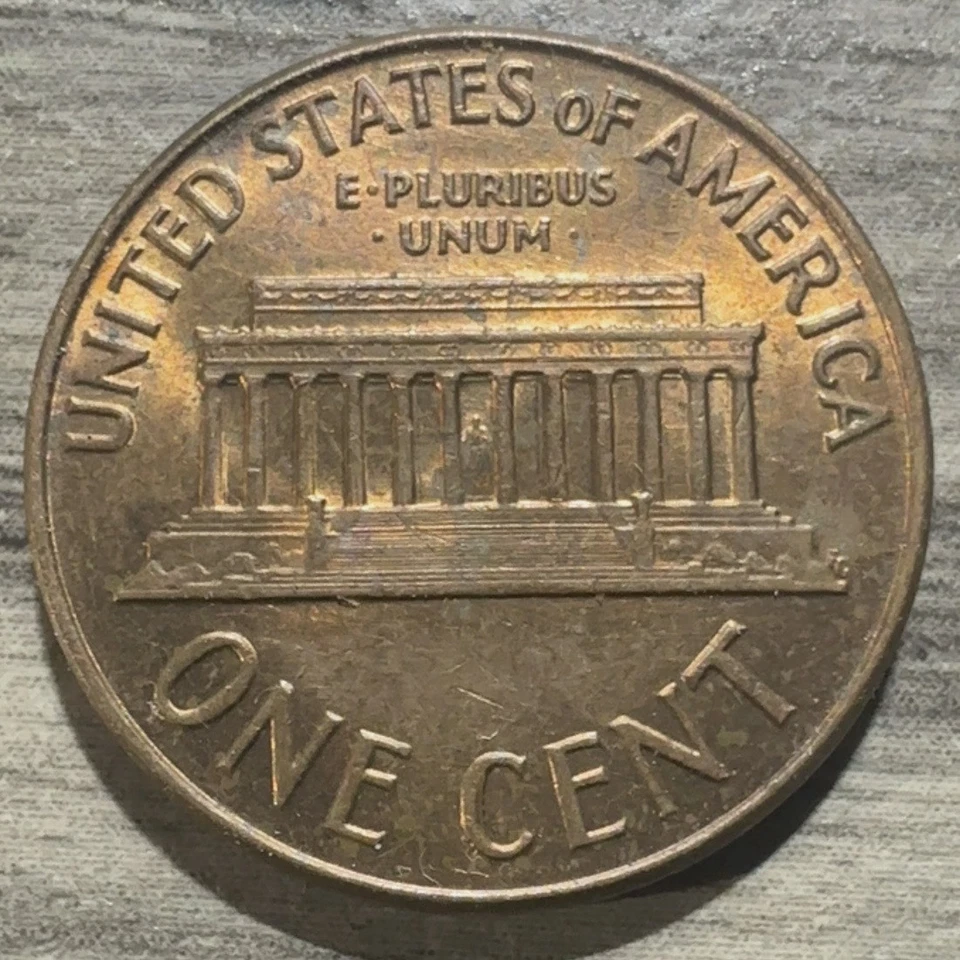 UNITED STATES OF AMERICA
E·PLURIBUS
·UNUM·
ONE CENT